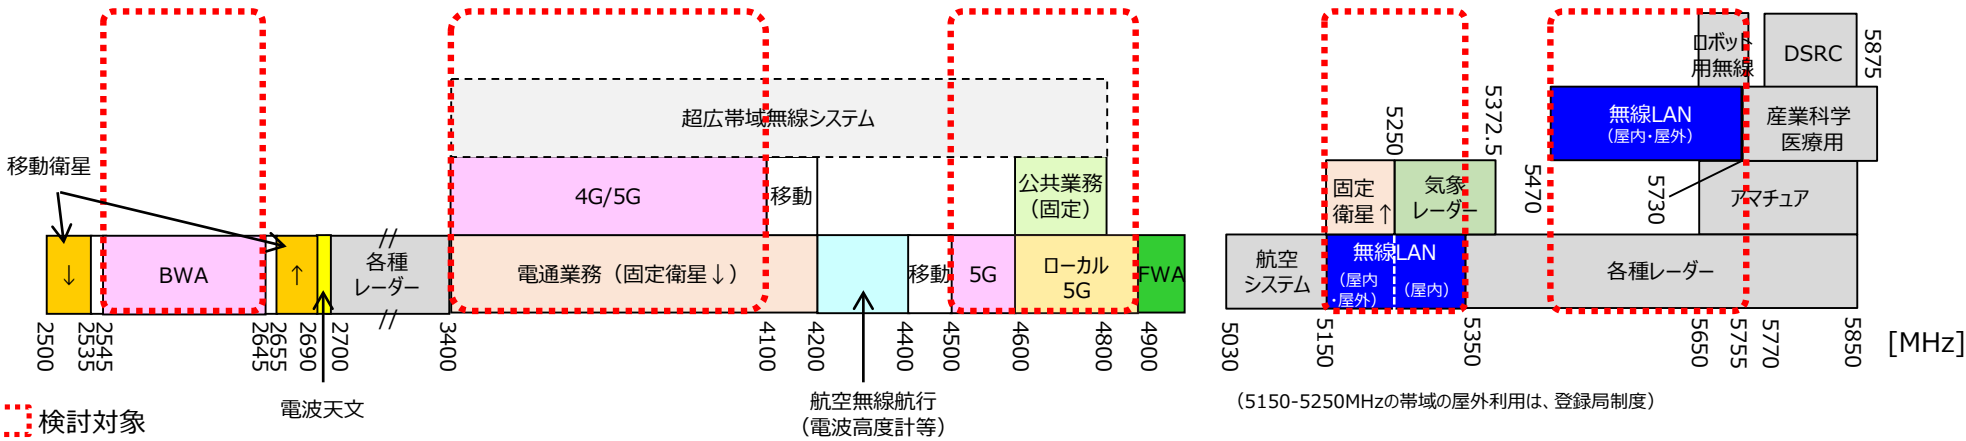 移動衛星
↓
BWA
↑
各種
レーダー
超広帯域無線システム
4G/5G
移動
電通業務（固定衛星↓）
移動
5G
公共業務
（固定）
ローカル
5G
FWA
2500
2535
2545
2645
2655
2690
2700
3400
4100
4200
4400
4500
4600
4800
4900
電波天文
航空無線航行
（電波高度計等）
検討対象
航空
システム
固定
衛星↑
気象
レーダー
無線LAN
（屋内
・屋外）
（屋内）
5250
5372.5
5470
5730
無線LAN
（屋内・屋外）
ロボット
用無線
DSRC
5875
産業科学
医療用
アマチュア
各種レーダー
5030
5150
5350
5650
5755
5770
5850
[MHz]
（5150-5250MHzの帯域の屋外利用は、登録局制度）